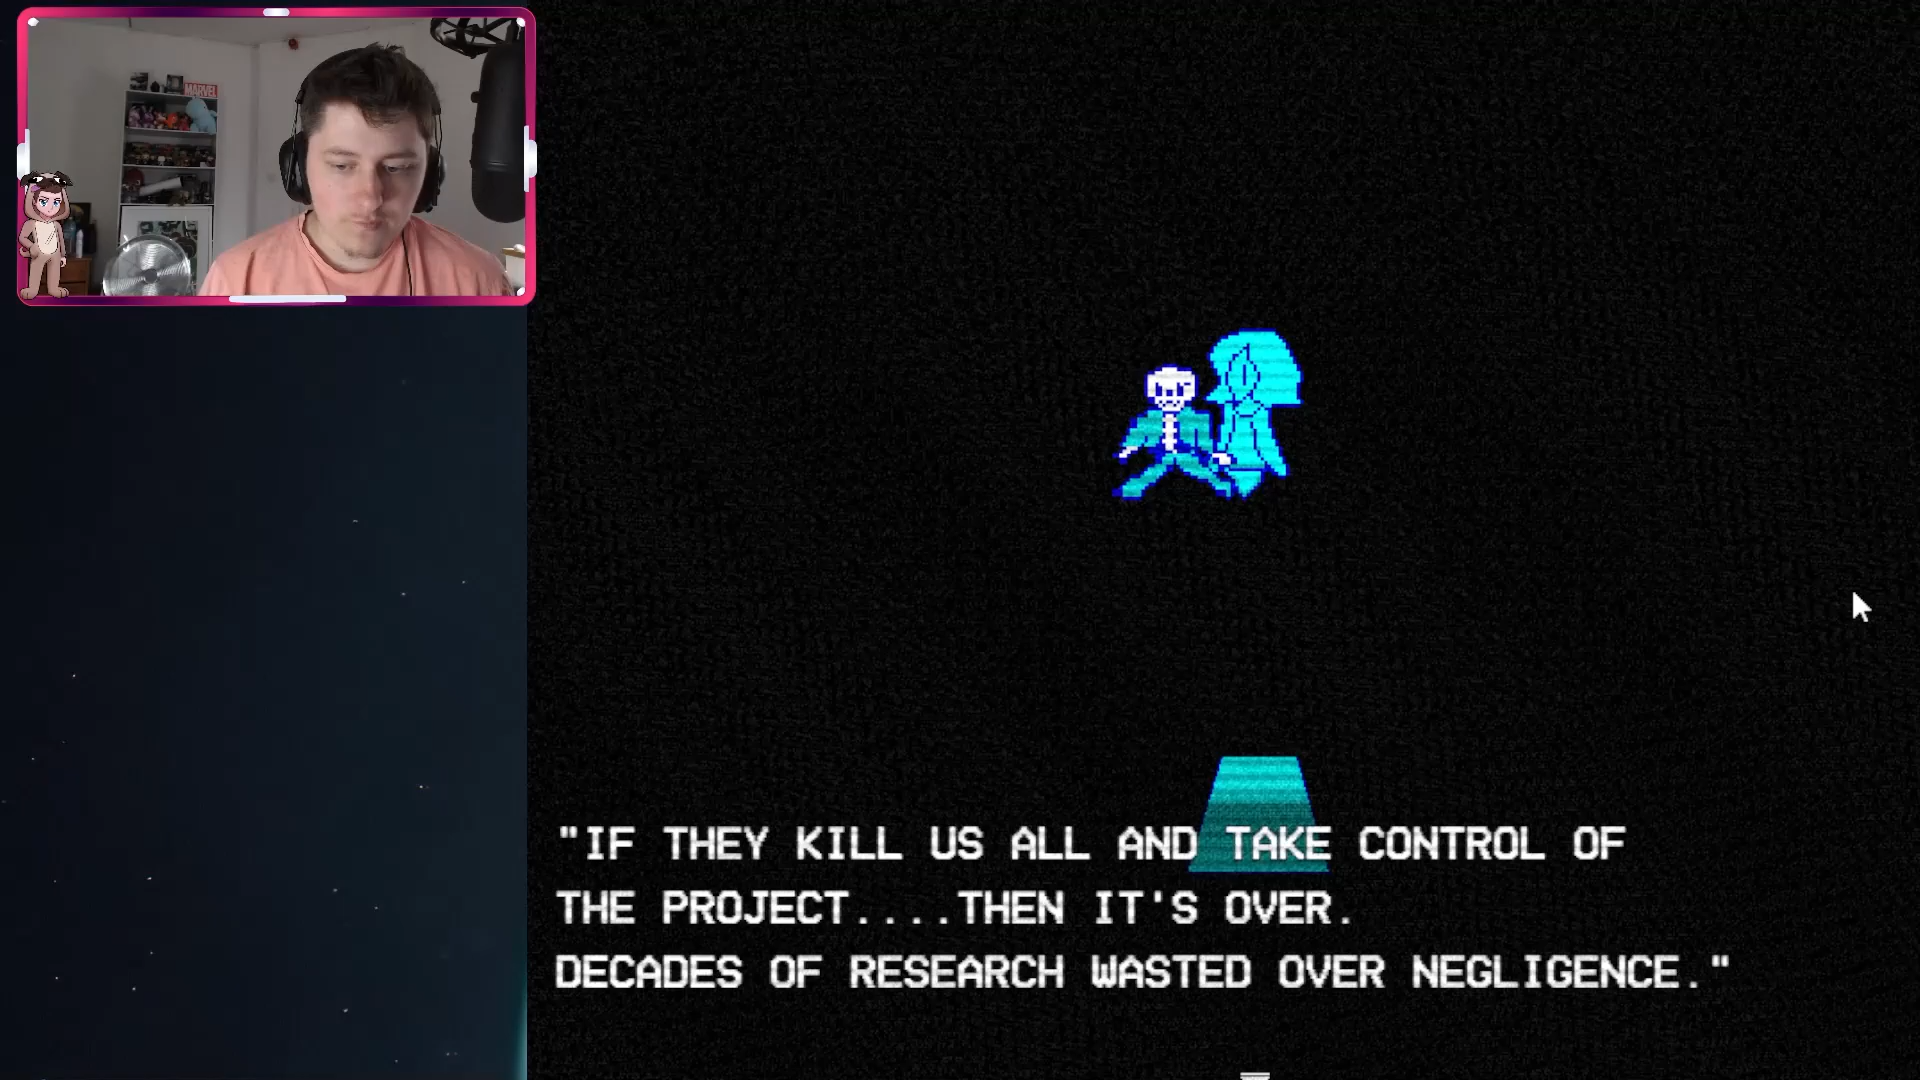 MARVEL
"IF THEY KILL US ALL AND TAKE CONTROL OF
THE PROJECT....THEN IT'S OVER.
DECADES OF RESEARCH WASTED OVER NEGLIGENCE."